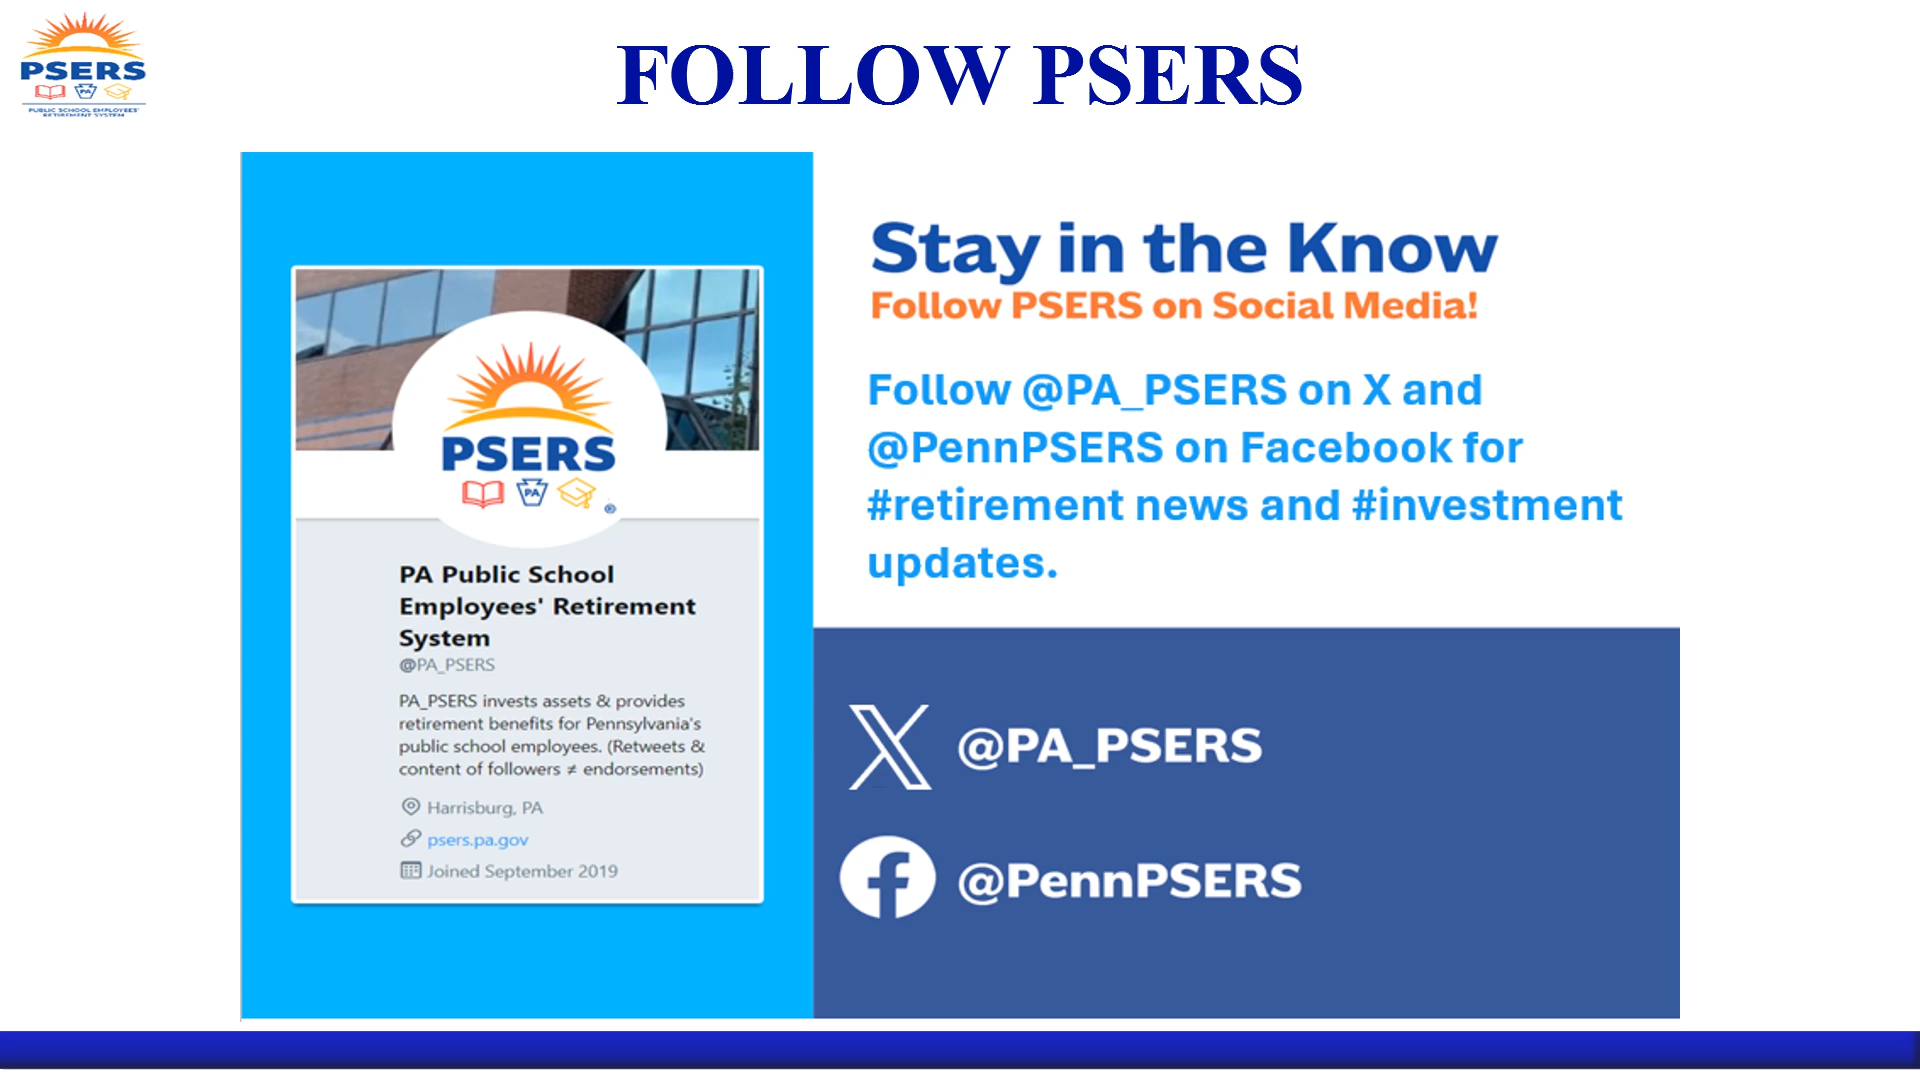 PSERS
PA
PUBLIC SCHOOL EMPLOYEES'
RETIREMENT SYSTEM
FOLLOW PSERS
PSERS
PA
®
PA Public School
Employees' Retirement
System
@PA_PSERS
PA_PSERS invests assets & provides
retirement benefits for Pennsylvania's
public school employees. (Retweets &
content of followers ≠ endorsements)
Harrisburg, PA
psers.pa.gov
Joined September 2019
Stay in the Know
Follow PSERS on Social Media!
Follow @PA_PSERS on X and
@PennPSERS on Facebook for
#retirement news and #investment
updates.
@PA_PSERS
@PennPSERS